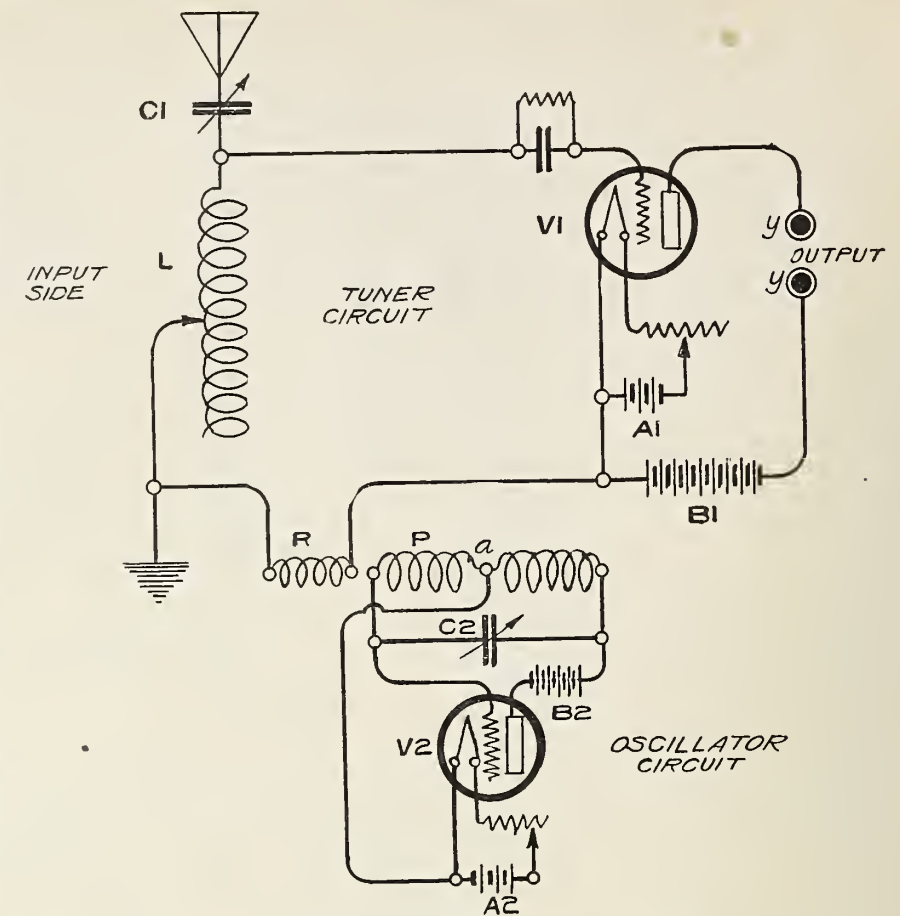 C1
V1
y
OUTPUT
y
INPUT
SIDE
L
TUNER
CIRCUIT
A1
B1
R
P
a
C2
B2
V2
OSCILLATOR
CIRCUIT
A2